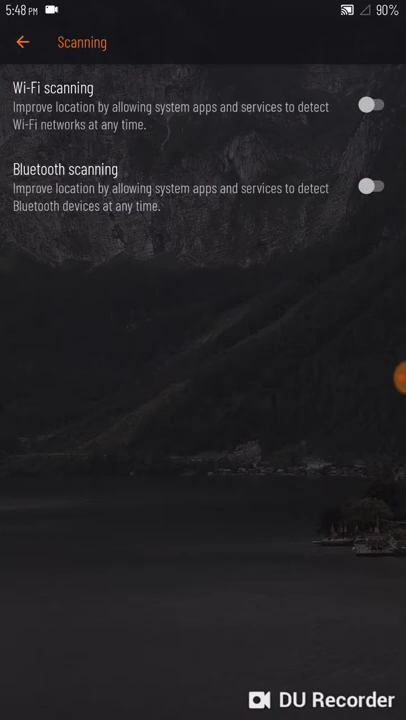 5:48 PM 90%
Scanning
Wi-Fi scanning
Improve location by allowing system apps and services to detect
Wi-Fi networks at any time.
Bluetooth scanning
Improve location by allowing system apps and services to detect
Bluetooth devices at any time.
DU Recorder